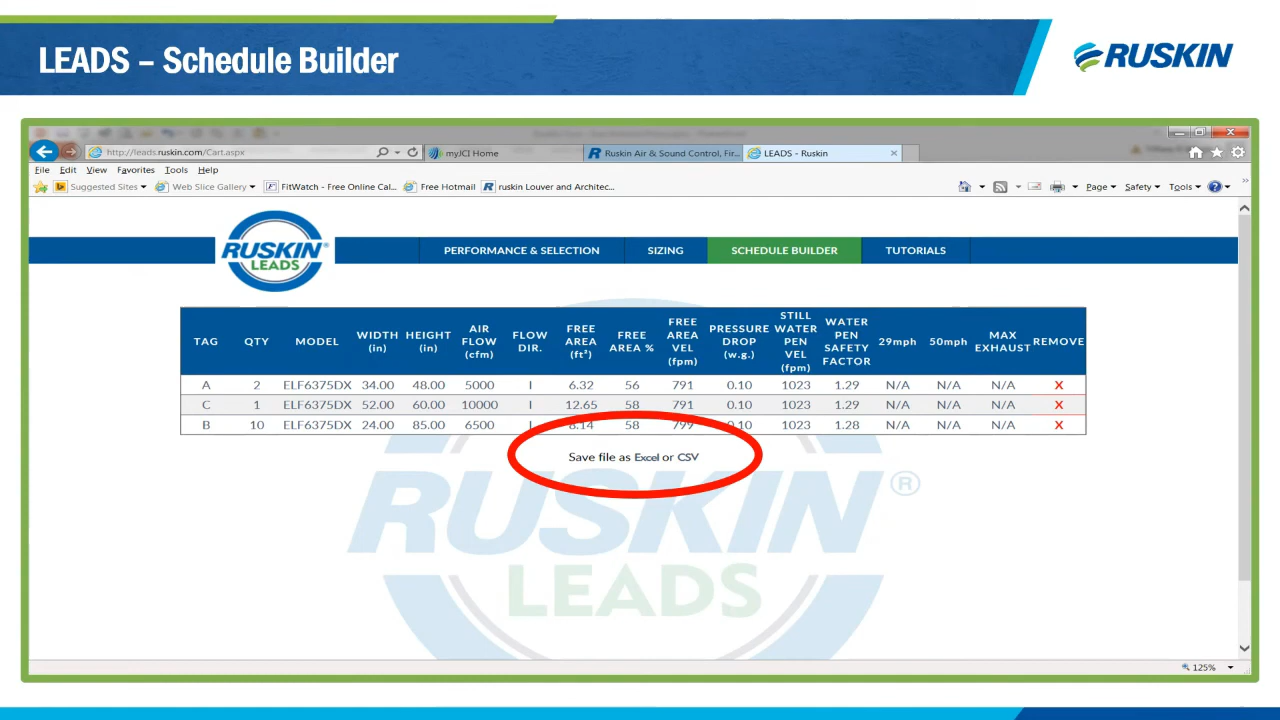 LEADS – Schedule Builder
RUSKIN
http://leads.ruskin.com/Cart.aspx
myJCI Home
Ruskin Air & Sound Control, Fir...
LEADS - Ruskin
File Edit View Favorites Tools Help
Suggested Sites
Web Slice Gallery
FitWatch - Free Online Cal...
Free Hotmail
ruskin Louver and Architec...
Page Safety Tools
RUSKIN®
LEADS
PERFORMANCE & SELECTION SIZING SCHEDULE BUILDER TUTORIALS
TAG QTY MODEL WIDTH (in) HEIGHT (in) AIR FLOW (cfm) FLOW DIR. FREE AREA (ft²) FREE AREA % FREE AREA VEL (fpm) PRESSURE DROP (w.g.) STILL WATER PEN VEL (fpm) WATER PEN SAFETY FACTOR 29mph 50mph MAX EXHAUST REMOVE
A 2 ELF6375DX 34.00 48.00 5000 I 6.32 56 791 0.10 1023 1.29 N/A N/A N/A X
C 1 ELF6375DX 52.00 60.00 10000 I 12.65 58 791 0.10 1023 1.29 N/A N/A N/A X
B 10 ELF6375DX 24.00 85.00 6500 I 8.14 58 799 0.10 1023 1.28 N/A N/A N/A X
Save file as Excel or CSV
RUSKIN®
LEADS
125%